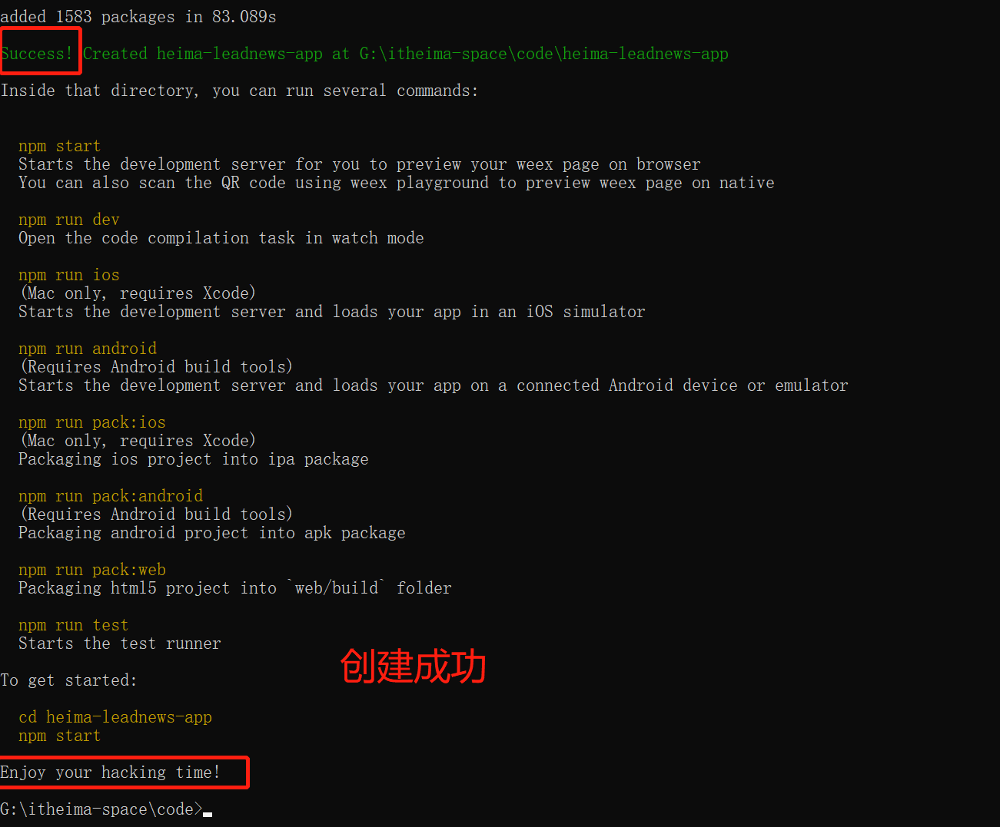 added 1583 packages in 83.089s
Success! Created heima-leadnews-app at G:\itheima-space\code\heima-leadnews-app
Inside that directory, you can run several commands:
npm start
Starts the development server for you to preview your weex page on browser
You can also scan the QR code using weex playground to preview weex page on native
npm run dev
Open the code compilation task in watch mode
npm run ios
(Mac only, requires Xcode)
Starts the development server and loads your app in an iOS simulator
npm run android
(Requires Android build tools)
Starts the development server and loads your app on a connected Android device or emulator
npm run pack:ios
(Mac only, requires Xcode)
Packaging ios project into ipa package
npm run pack:android
(Requires Android build tools)
Packaging android project into apk package
npm run pack:web
Packaging html5 project into `web/build` folder
npm run test
Starts the test runner
创建成功
To get started:
cd heima-leadnews-app
npm start
Enjoy your hacking time!
G:\itheima-space\code>